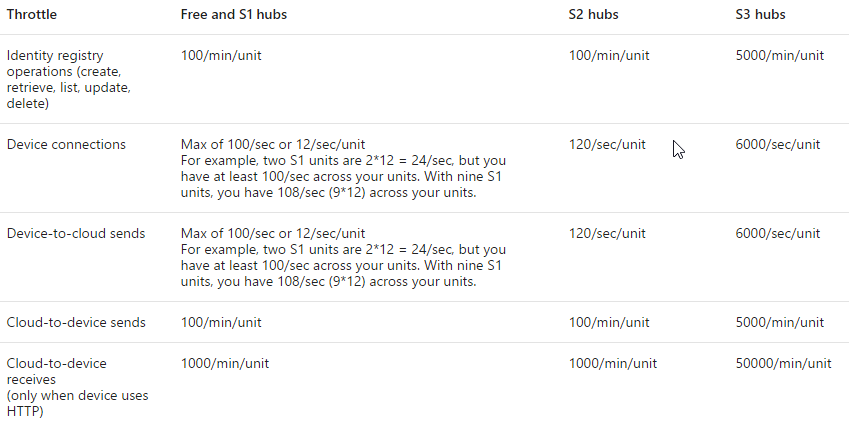 Throttle Free and S1 hubs S2 hubs S3 hubs
Identity registry 100/min/unit 100/min/unit 5000/min/unit
operations (create,
retrieve, list, update,
delete)
Device connections Max of 100/sec or 12/sec/unit 120/sec/unit 6000/sec/unit
For example, two S1 units are 2*12 = 24/sec, but you
have at least 100/sec across your units. With nine S1
units, you have 108/sec (9*12) across your units.
Device-to-cloud sends Max of 100/sec or 12/sec/unit 120/sec/unit 6000/sec/unit
For example, two S1 units are 2*12 = 24/sec, but you
have at least 100/sec across your units. With nine S1
units, you have 108/sec (9*12) across your units.
Cloud-to-device sends 100/min/unit 100/min/unit 5000/min/unit
Cloud-to-device 1000/min/unit 1000/min/unit 50000/min/unit
receives
(only when device uses
HTTP)